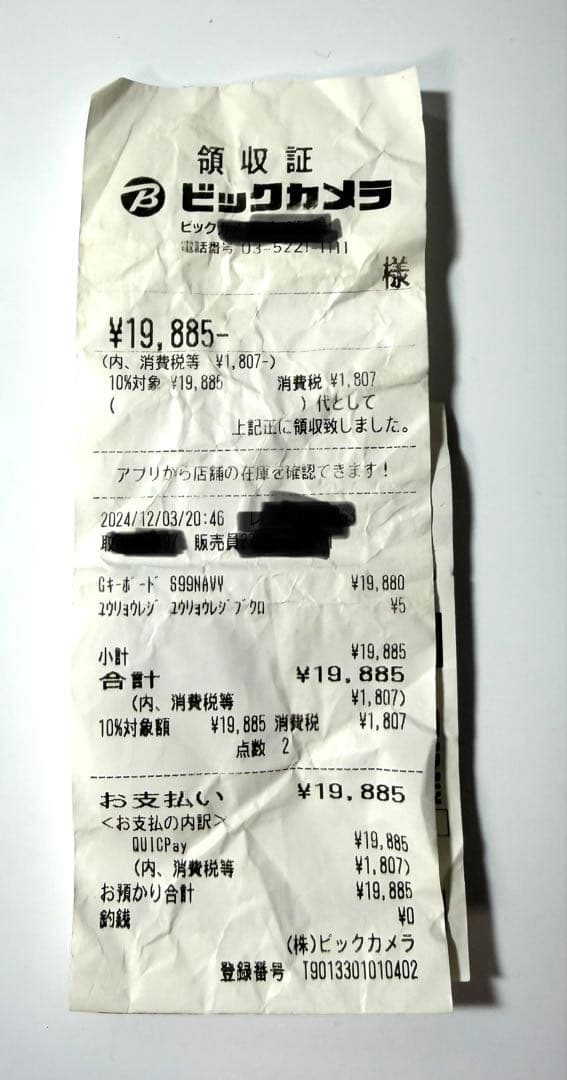 領収証
ビックカメラ
ビック
電話番号 03-5221-1111
様
¥19,885-
(内、消費税等 ¥1,807-)
10%対象 ¥19,885 消費税 ¥1,807
( )代として
上記正に領収致しました。
アプリから店舗の在庫を確認できます!
2024/12/03/20:46 レ
取 販売員
Gキーボード S99NAVY ¥19,880
ユウリョウレジ ユウリョウレジブクロ ¥5
小計 ¥19,885
合計 ¥19,885
(内、消費税等 ¥1,807)
10%対象額 ¥19,885 消費税 ¥1,807
点数 2
お支払い ¥19,885
<お支払の内訳>
QUICPay ¥19,885
(内、消費税等 ¥1,807)
お預かり合計 ¥19,885
釣銭 ¥0
(株)ビックカメラ
登録番号 T9013301010402